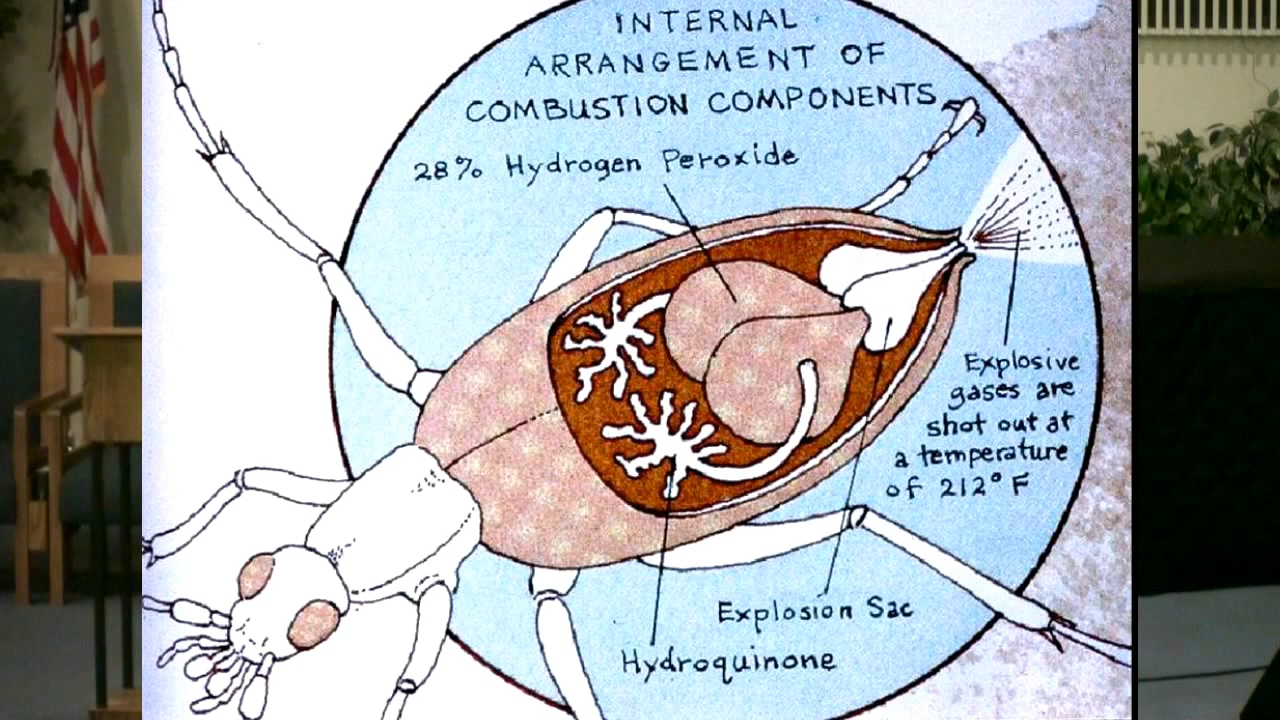 INTERNAL
ARRANGEMENT OF
COMBUSTION COMPONENTS
28% Hydrogen Peroxide
Explosive
gases are
shot out at
a temperature
of 212° F
Explosion Sac
Hydroquinone